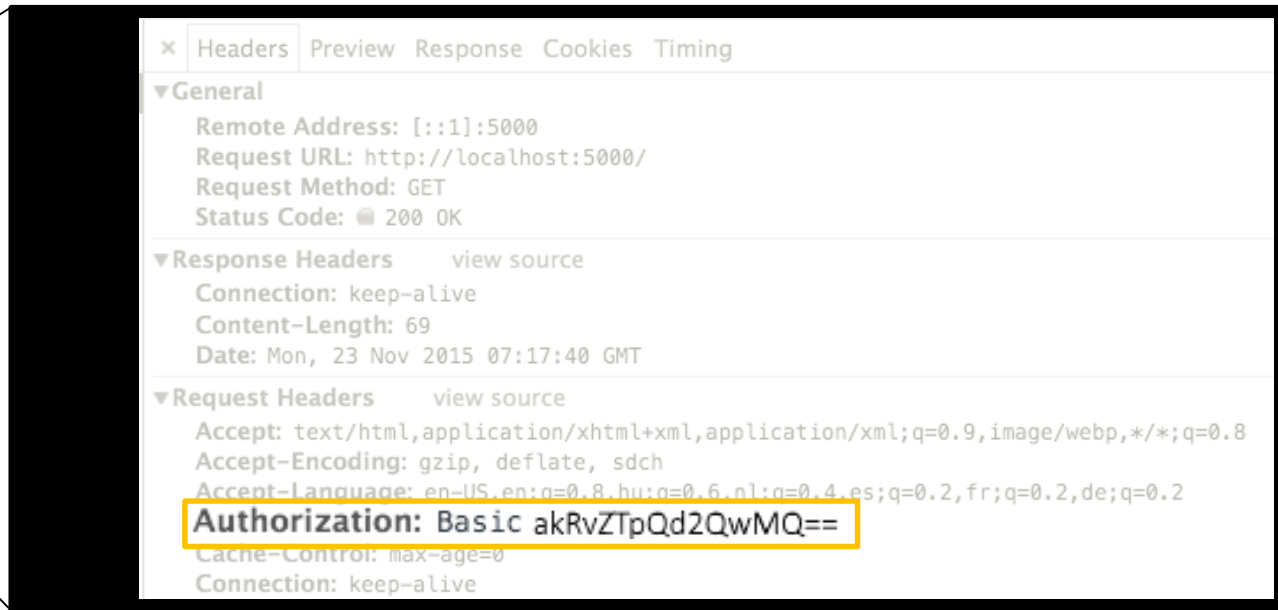 × Headers Preview Response Cookies Timing
▼General
Remote Address: [::1]:5000
Request URL: http://localhost:5000/
Request Method: GET
Status Code: 200 OK
▼Response Headers view source
Connection: keep-alive
Content-Length: 69
Date: Mon, 23 Nov 2015 07:17:40 GMT
▼Request Headers view source
Accept: text/html,application/xhtml+xml,application/xml;q=0.9,image/webp,*/*;q=0.8
Accept-Encoding: gzip, deflate, sdch
Accept-Language: en-US,en;q=0.8,hu;q=0.6,nl;q=0.4,es;q=0.2,fr;q=0.2,de;q=0.2
Authorization: Basic akRvZTpQd2QwMQ==
Cache-Control: max-age=0
Connection: keep-alive